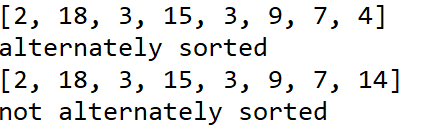 [2, 18, 3, 15, 3, 9, 7, 4]
alternately sorted
[2, 18, 3, 15, 3, 9, 7, 14]
not alternately sorted